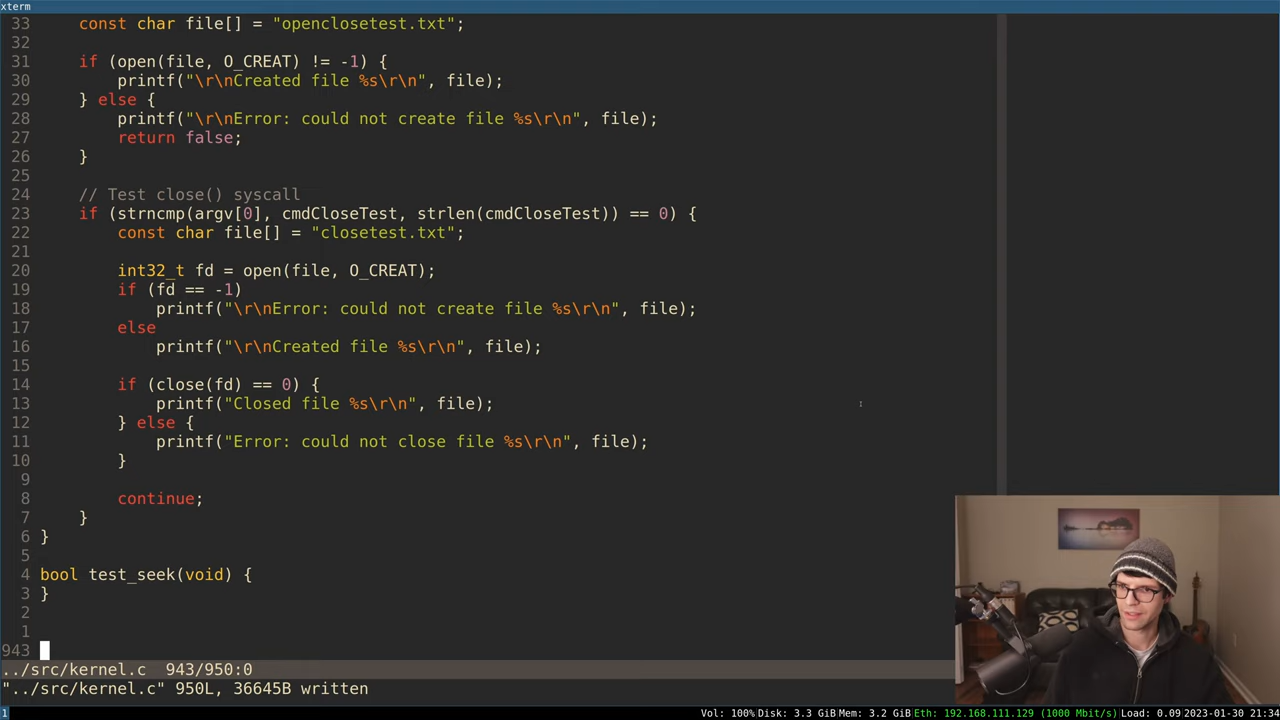 xterm
33     const char file[] = "openclosetest.txt";
32
31     if (open(file, O_CREAT) != -1) {
30         printf("\r\nCreated file %s\r\n", file);
29     } else {
28         printf("\r\nError: could not create file %s\r\n", file);
27         return false;
26     }
25
24     // Test close() syscall
23     if (strncmp(argv[0], cmdCloseTest, strlen(cmdCloseTest)) == 0) {
22         const char file[] = "closetest.txt";
21
20         int32_t fd = open(file, O_CREAT);
19         if (fd == -1)
18             printf("\r\nError: could not create file %s\r\n", file);
17         else
16             printf("\r\nCreated file %s\r\n", file);
15
14         if (close(fd) == 0) {
13             printf("Closed file %s\r\n", file);
12         } else {
11             printf("Error: could not close file %s\r\n", file);
10         }
9
8         continue;
7     }
6 }
5
4 bool test_seek(void) {
3 }
2
1
943
../src/kernel.c  943/950:0
"../src/kernel.c" 950L, 36645B written
1 Vol: 100% Disk: 3.3 GiB Mem: 3.2 GiB Eth: 192.168.111.129 (1000 Mbit/s) Load: 0.09 2023-01-30 21:34